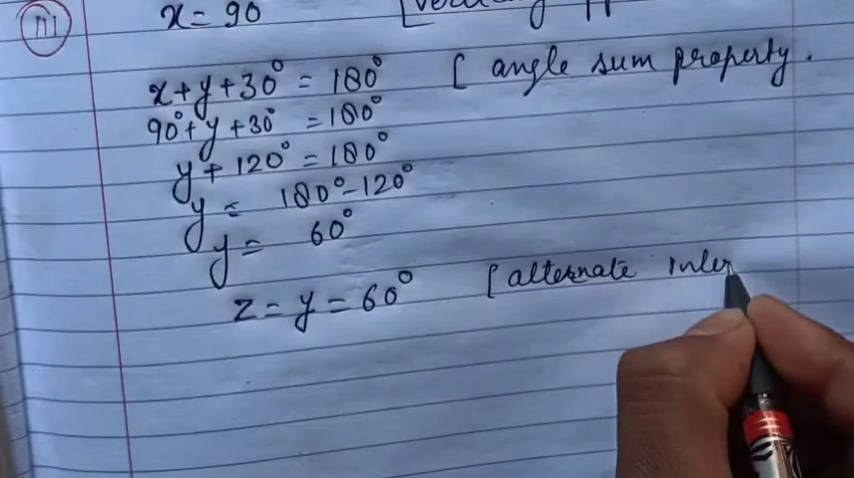 iii x = 90
x + y + 30° = 180° [ angle sum property.
90° + y + 30° = 180°
y + 120° = 180°
y = 180° - 120°
y = 60°
z = y = 60° [ alternate inter